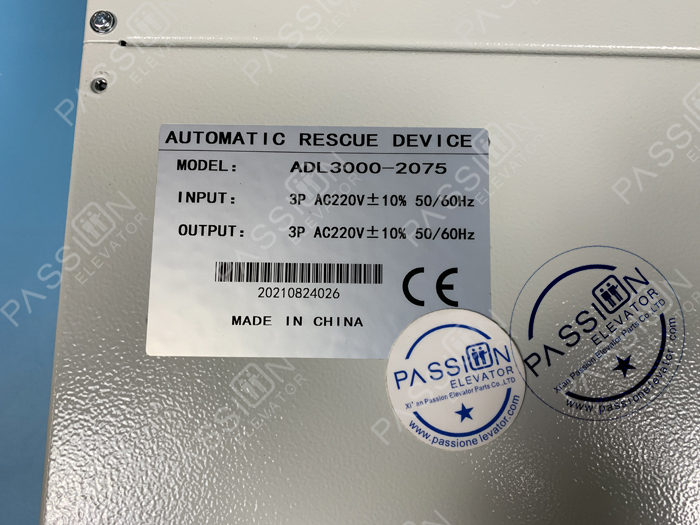 AUTOMATIC RESCUE DEVICE
MODEL: ADL3000-2075
INPUT: 3P AC220V±10% 50/60Hz
OUTPUT: 3P AC220V±10% 50/60Hz
20210824026
CE
MADE IN CHINA
PASSION
ELEVATOR
Xi'an Passion Elevator Parts Co.,LTD
www.passionelevator.com
PASSION
ELEVATOR
Xi'an Passion Elevator Parts Co.,LTD
www.passionelevator.com